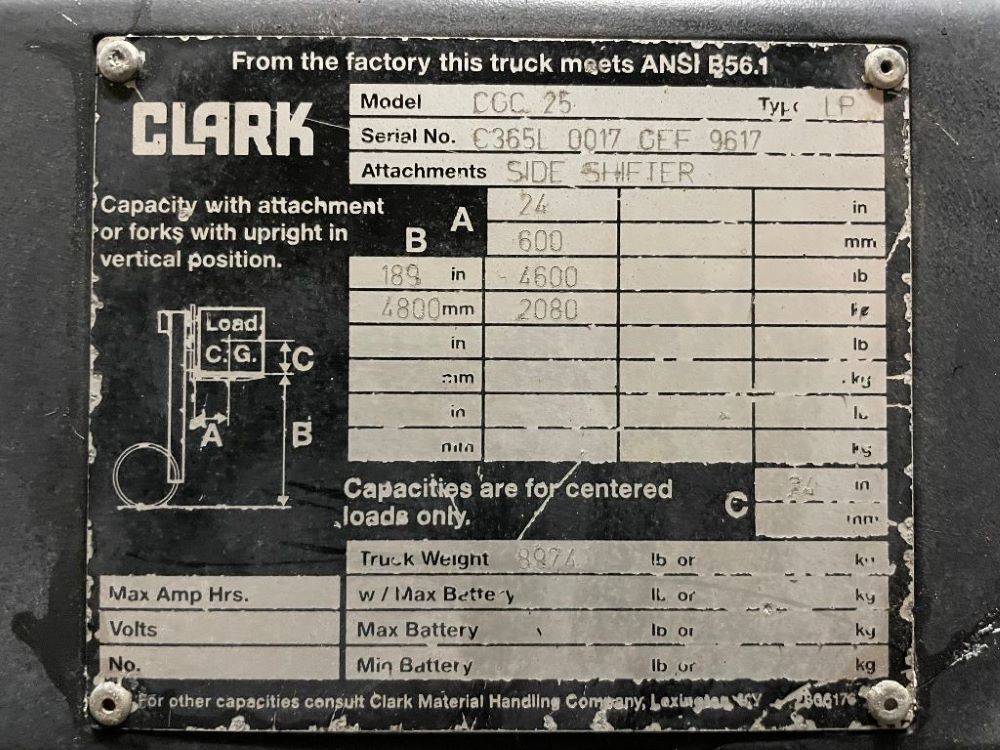 From the factory this truck meets ANSI B56.1
CLARK
Model CGC 25 Type LP
Serial No. C365L 0017 GEF 9617
Attachments SIDE SHIFTER
Capacity with attachment
or forks with upright in
vertical position.
A 24 in
B 600 mm
189 in 4600 lb
4800 mm 2080 kg
in lb
mm kg
in lb
mm kg
Load
C.G.
C
A
B
Capacities are for centered
loads only.
C 24 in
mm
Truck Weight 8974 lb or kg
Max Amp Hrs. w / Max Battery lb or kg
Volts Max Battery lb or kg
No. Min Battery lb or kg
For other capacities consult Clark Material Handling Company, Lexington, KY